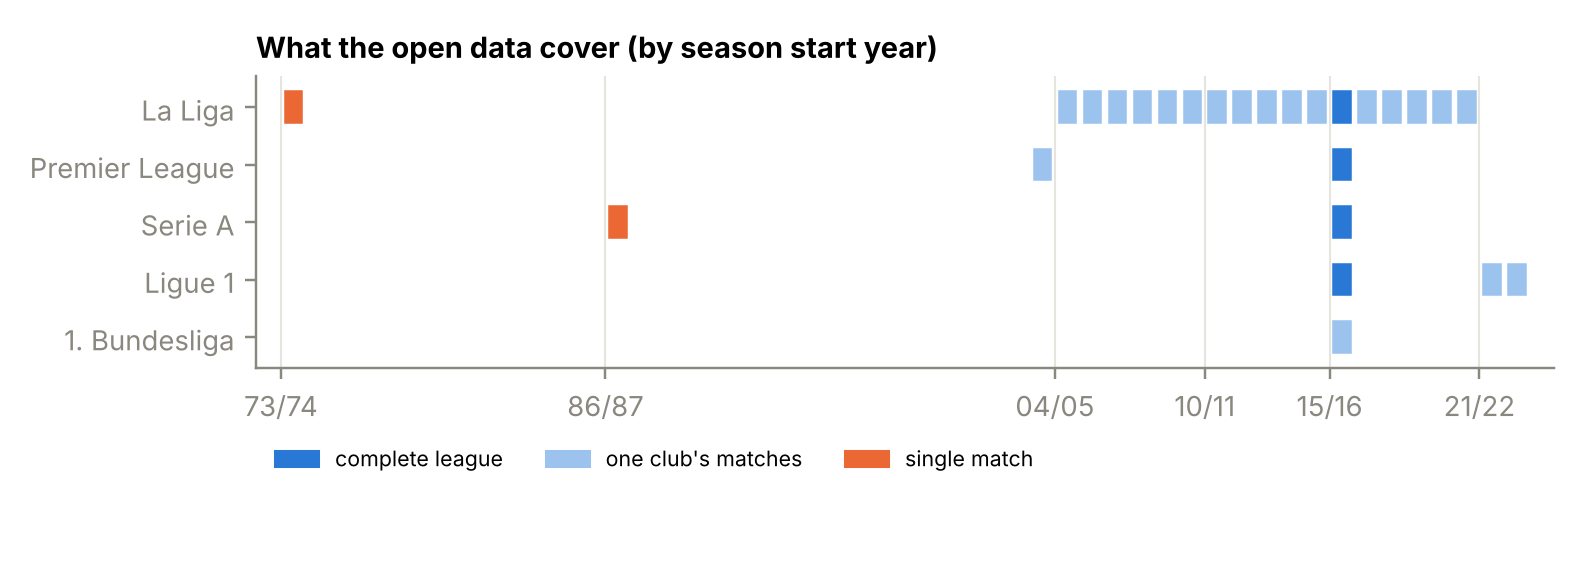 What the open data cover (by season start year)
La Liga
Premier League
Serie A
Ligue 1
1. Bundesliga
73/74 86/87 04/05 10/11 15/16 21/22
complete league one club's matches single match